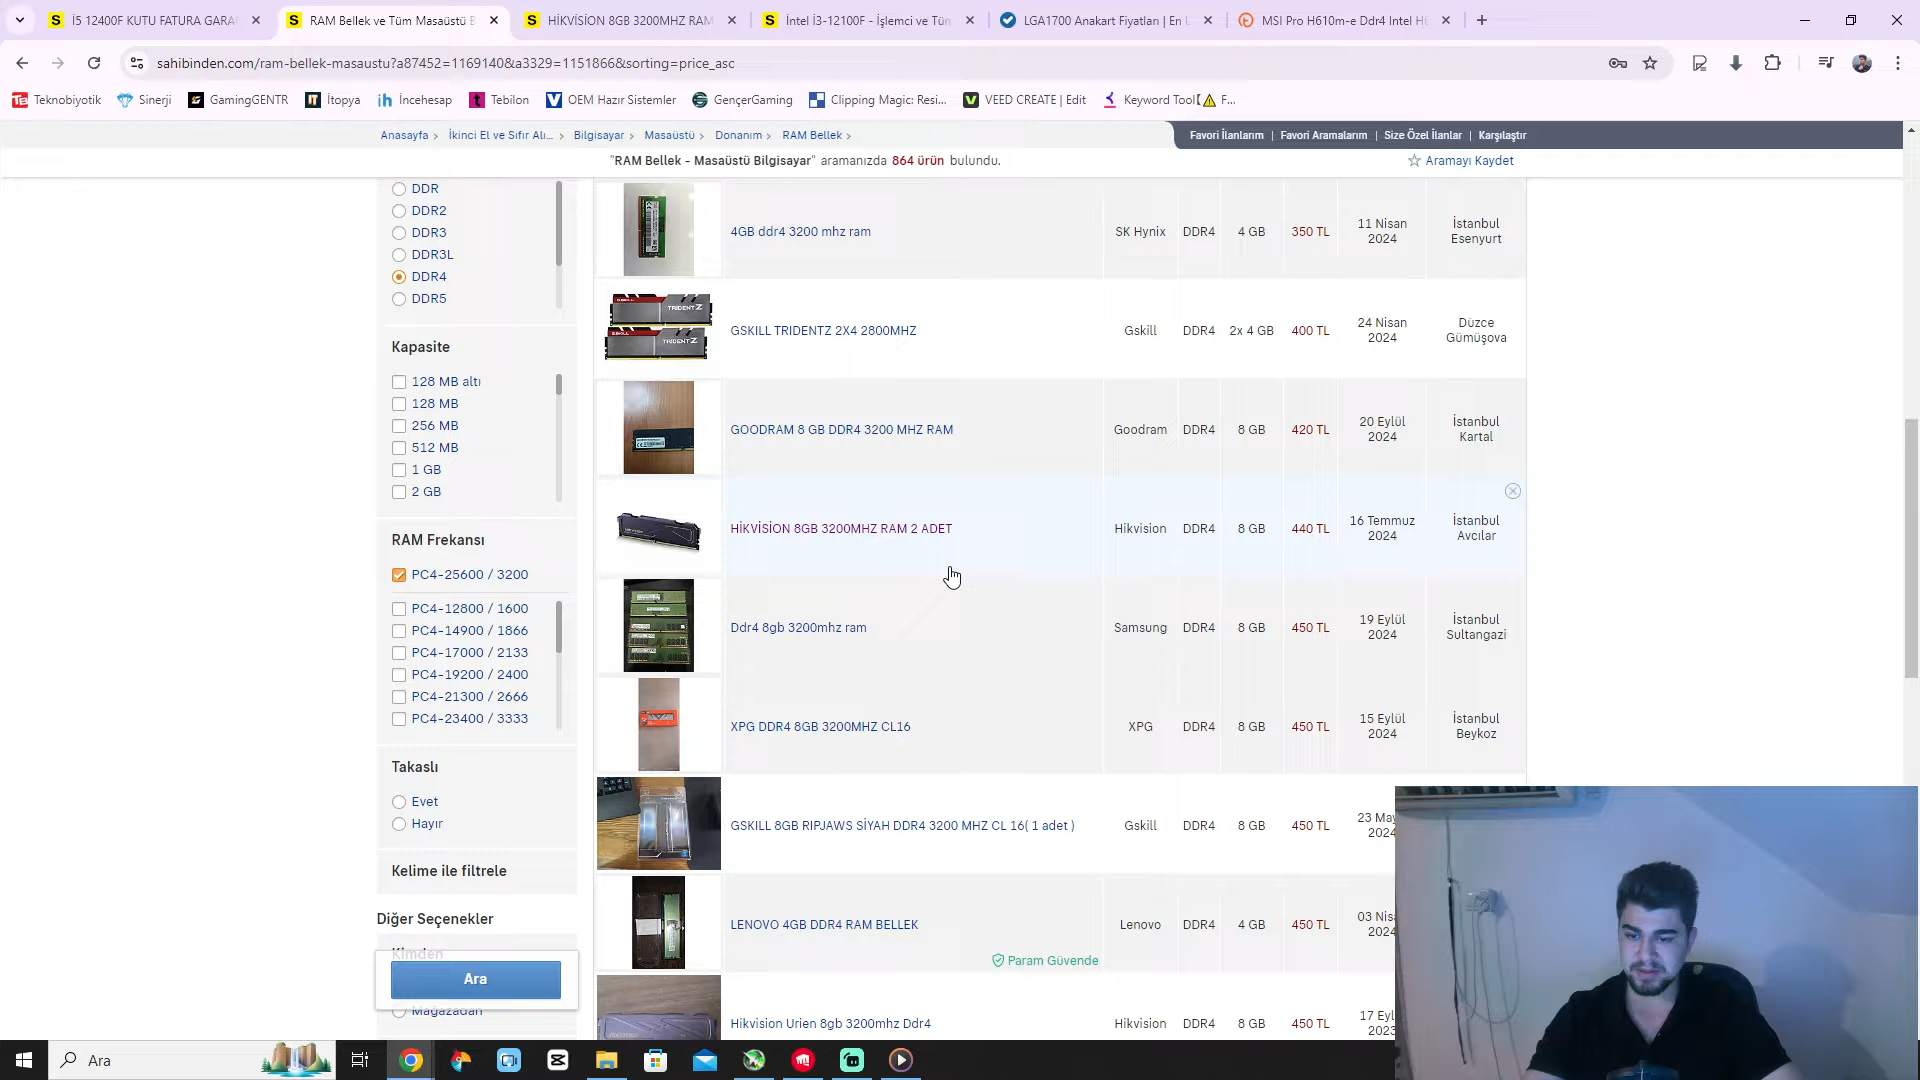 İ5 12400F KUTU FATURA GARA
RAM Bellek ve Tüm Masaüstü B
HİKVİSİON 8GB 3200MHZ RAM
İntel İ3-12100F - İşlemci ve Tün
LGA1700 Anakart Fiyatları | En U
MSI Pro H610m-e Ddr4 Intel H
sahibinden.com/ram-bellek-masaustu?a87452=1169140&a3329=1151866&sorting=price_asc
Teknobiyotik
Sinerji
GamingGENTR
İtopya
İncehesap
Tebilon
OEM Hazır Sistemler
GençerGaming
Clipping Magic: Resi...
VEED CREATE | Edit
Keyword Tool
F...
Anasayfa > İkinci El ve Sıfır Alı... > Bilgisayar > Masaüstü > Donanım > RAM Bellek >
Favori İlanlarım | Favori Aramalarım | Size Özel İlanlar | Karşılaştır
"RAM Bellek - Masaüstü Bilgisayar" aramanızda 864 ürün bulundu.
Aramayı Kaydet
DDR
DDR2
DDR3
DDR3L
DDR4
DDR5
Kapasite
128 MB altı
128 MB
256 MB
512 MB
1 GB
2 GB
RAM Frekansı
PC4-25600 / 3200
PC4-12800 / 1600
PC4-14900 / 1866
PC4-17000 / 2133
PC4-19200 / 2400
PC4-21300 / 2666
PC4-23400 / 3333
Takaslı
Evet
Hayır
Kelime ile filtrele
Diğer Seçenekler
Kimden
Ara
Mağazadan
4GB ddr4 3200 mhz ram SK Hynix DDR4 4 GB 350 TL 11 Nisan 2024 İstanbul Esenyurt
GSKILL TRIDENTZ 2X4 2800MHZ Gskill DDR4 2x 4 GB 400 TL 24 Nisan 2024 Düzce Gümüşova
GOODRAM 8 GB DDR4 3200 MHZ RAM Goodram DDR4 8 GB 420 TL 20 Eylül 2024 İstanbul Kartal
HİKVİSİON 8GB 3200MHZ RAM 2 ADET Hikvision DDR4 8 GB 440 TL 16 Temmuz 2024 İstanbul Avcılar
Ddr4 8gb 3200mhz ram Samsung DDR4 8 GB 450 TL 19 Eylül 2024 İstanbul Sultangazi
XPG DDR4 8GB 3200MHZ CL16 XPG DDR4 8 GB 450 TL 15 Eylül 2024 İstanbul Beykoz
GSKILL 8GB RIPJAWS SİYAH DDR4 3200 MHZ CL 16( 1 adet ) Gskill DDR4 8 GB 450 TL 23 May 2024
LENOVO 4GB DDR4 RAM BELLEK Lenovo DDR4 4 GB 450 TL 03 Nis 2024
Param Güvende
Hikvision Urien 8gb 3200mhz Ddr4 Hikvision DDR4 8 GB 450 TL 17 Eyl 2023
Ara